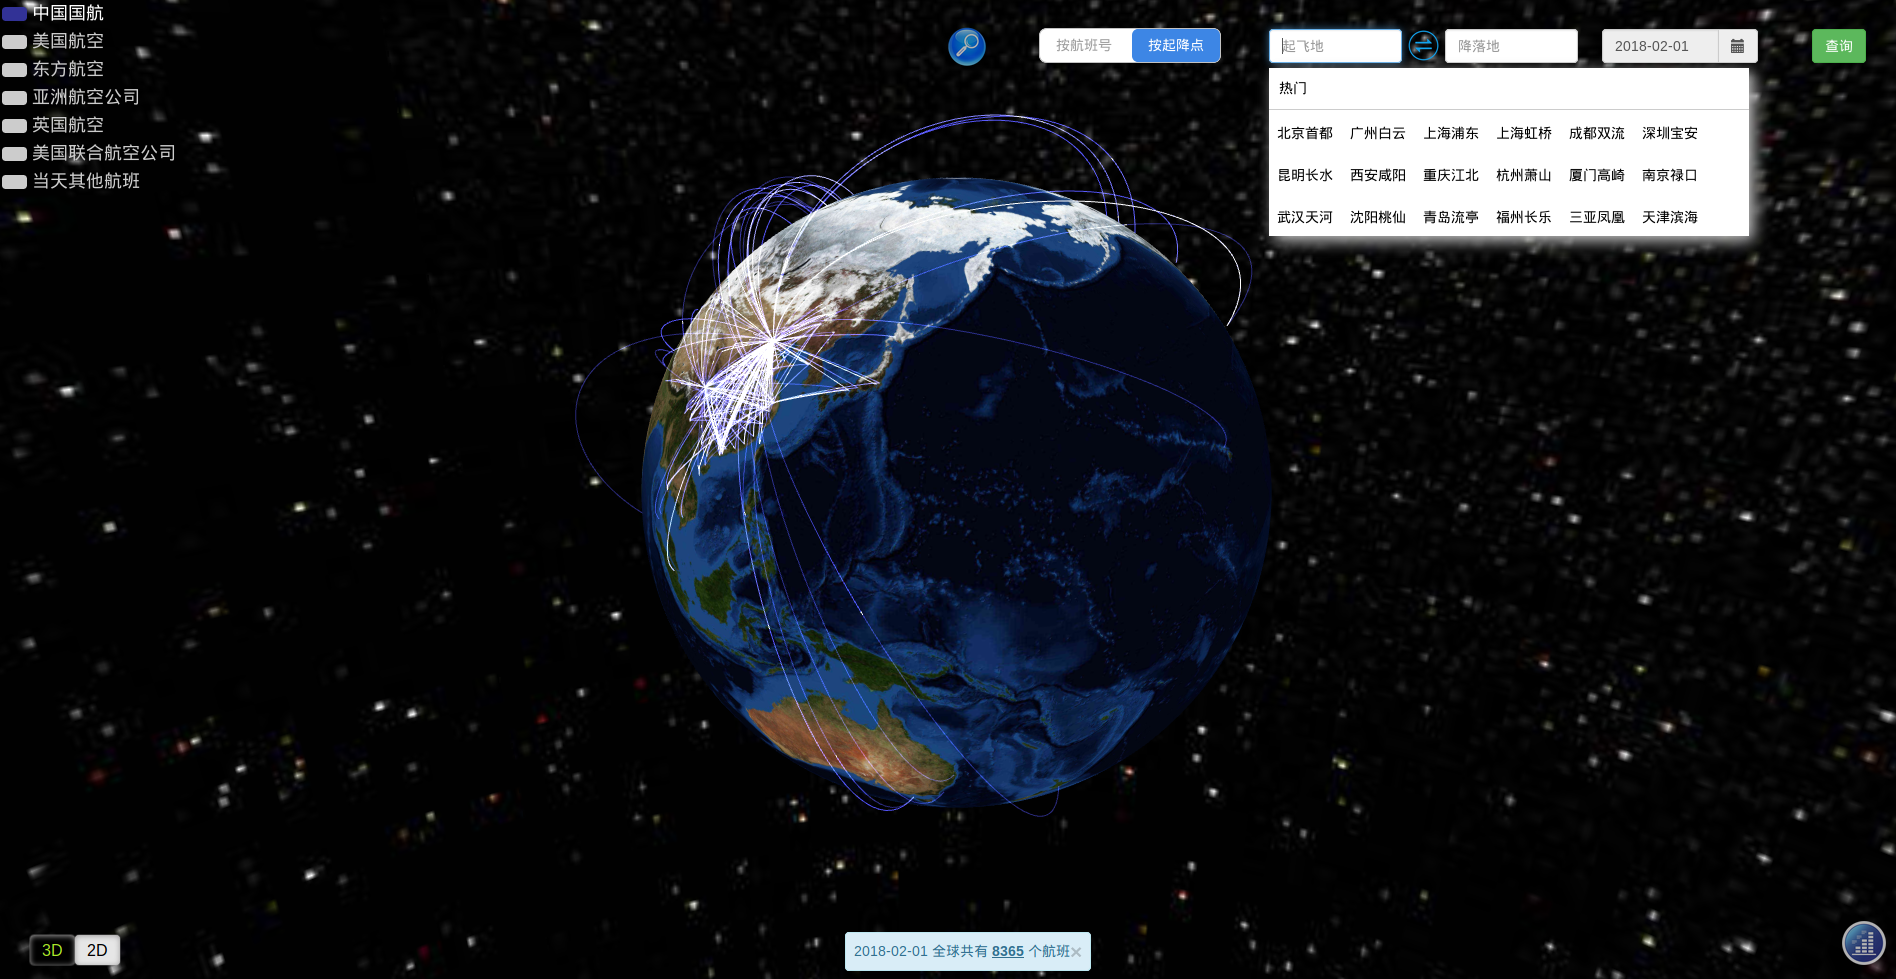 中国国航
美国航空
东方航空
亚洲航空公司
英国航空
美国联合航空公司
当天其他航班
按航班号 按起降点 起飞地 降落地 2018-02-01 查询
热门
北京首都 广州白云 上海浦东 上海虹桥 成都双流 深圳宝安
昆明长水 西安咸阳 重庆江北 杭州萧山 厦门高崎 南京禄口
武汉天河 沈阳桃仙 青岛流亭 福州长乐 三亚凤凰 天津滨海
3D 2D
2018-02-01 全球共有 8365 个航班×